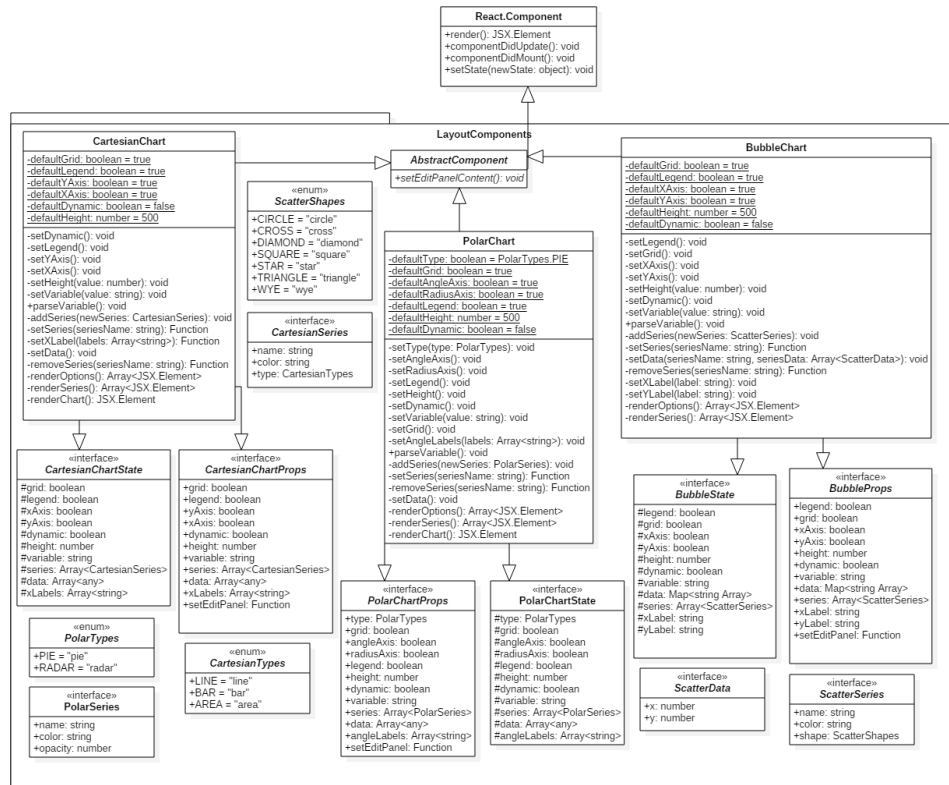 React.Component
+render(): JSX.Element
+componentDidUpdate(): void
+componentDidMount(): void
+setState(newState: object): void
LayoutComponents
CartesianChart
-defaultGrid: boolean = true
-defaultLegend: boolean = true
-defaultYAxis: boolean = true
-defaultXAxis: boolean = true
-defaultDynamic: boolean = false
-defaultHeight: number = 500
-setDynamic(): void
-setLegend(): void
-setYAxis(): void
-setXAxis(): void
-setHeight(value: number): void
-setVariable(value: string): void
+parseVariable(): void
-addSeries(newSeries: CartesianSeries): void
-setSeries(seriesName: string): Function
-setXLabel(labels: Array<string>): Function
-setData(): void
-removeSeries(seriesName: string): Function
-renderOptions(): Array<JSX.Element>
-renderSeries(): Array<JSX.Element>
-renderChart(): JSX.Element
AbstractComponent
+setEditPanelContent(): void
BubbleChart
-defaultGrid: boolean = true
-defaultLegend: boolean = true
-defaultXAxis: boolean = true
-defaultYAxis: boolean = true
-defaultHeight: number = 500
-defaultDynamic: boolean = false
-setLegend(): void
-setGrid(): void
-setXAxis(): void
-setYAxis(): void
-setHeight(value: number): void
-setDynamic(): void
-setVariable(value: string): void
+parseVariable(): void
-addSeries(newSeries: ScatterSeries): void
-setSeries(seriesName: string): Function
-setData(seriesName: string, seriesData: Array<ScatterData>): void
-removeSeries(seriesName: string): Function
-setXLabel(label: string): void
-setYLabel(label: string): void
-renderOptions(): Array<JSX.Element>
-renderSeries(): Array<JSX.Element>
«enum»
ScatterShapes
+CIRCLE = "circle"
+CROSS = "cross"
+DIAMOND = "diamond"
+SQUARE = "square"
+STAR = "star"
+TRIANGLE = "triangle"
+WYE = "wye"
«interface»
CartesianSeries
+name: string
+color: string
+type: CartesianTypes
PolarChart
-defaultType: boolean = PolarTypes.PIE
-defaultGrid: boolean = true
-defaultAngleAxis: boolean = true
-defaultRadiusAxis: boolean = true
-defaultLegend: boolean = true
-defaultHeight: number = 500
-defaultDynamic: boolean = false
-setType(type: PolarTypes): void
-setAngleAxis(): void
-setRadiusAxis(): void
-setLegend(): void
-setHeight(): void
-setDynamic(): void
-setVariable(value: string): void
-setGrid(): void
-setAngleLabels(labels: Array<string>): void
+parseVariable(): void
-addSeries(newSeries: PolarSeries): void
-setSeries(seriesName: string): Function
-removeSeries(seriesName: string): Function
-setData(): void
-renderOptions(): Array<JSX.Element>
-renderSeries(): Array<JSX.Element>
-renderChart(): JSX.Element
«interface»
CartesianChartState
#grid: boolean
#legend: boolean
#xAxis: boolean
#yAxis: boolean
#dynamic: boolean
#height: number
#variable: string
#series: Array<CartesianSeries>
#data: Array<any>
#xLabels: Array<string>
«interface»
CartesianChartProps
+grid: boolean
+legend: boolean
+yAxis: boolean
+xAxis: boolean
+dynamic: boolean
+height: number
+variable: string
+series: Array<CartesianSeries>
+data: Array<any>
+xLabels: Array<string>
+setEditPanel: Function
«interface»
BubbleState
#legend: boolean
#grid: boolean
#xAxis: boolean
#yAxis: boolean
#height: number
#dynamic: boolean
#variable: string
#data: Map<string Array>
#series: Array<ScatterSeries>
#xLabel: string
#yLabel: string
«interface»
BubbleProps
+legend: boolean
+grid: boolean
+xAxis: boolean
+yAxis: boolean
+height: number
+dynamic: boolean
+variable: string
+data: Map<string Array>
+series: Array<ScatterSeries>
+xLabel: string
+yLabel: string
+setEditPanel: Function
«interface»
PolarChartProps
+type: PolarTypes
+grid: boolean
+angleAxis: boolean
+radiusAxis: boolean
+legend: boolean
+height: number
+dynamic: boolean
+variable: string
+series: Array<PolarSeries>
+data: Array<any>
+angleLabels: Array<string>
+setEditPanel: Function
«interface»
PolarChartState
#type: PolarTypes
#grid: boolean
#angleAxis: boolean
#radiusAxis: boolean
#legend: boolean
#height: number
#dynamic: boolean
#variable: string
#series: Array<PolarSeries>
#data: Array<any>
#angleLabels: Array<string>
«enum»
PolarTypes
+PIE = "pie"
+RADAR = "radar"
«enum»
CartesianTypes
+LINE = "line"
+BAR = "bar"
+AREA = "area"
«interface»
PolarSeries
+name: string
+color: string
+opacity: number
«interface»
ScatterData
+x: number
+y: number
«interface»
ScatterSeries
+name: string
+color: string
+shape: ScatterShapes